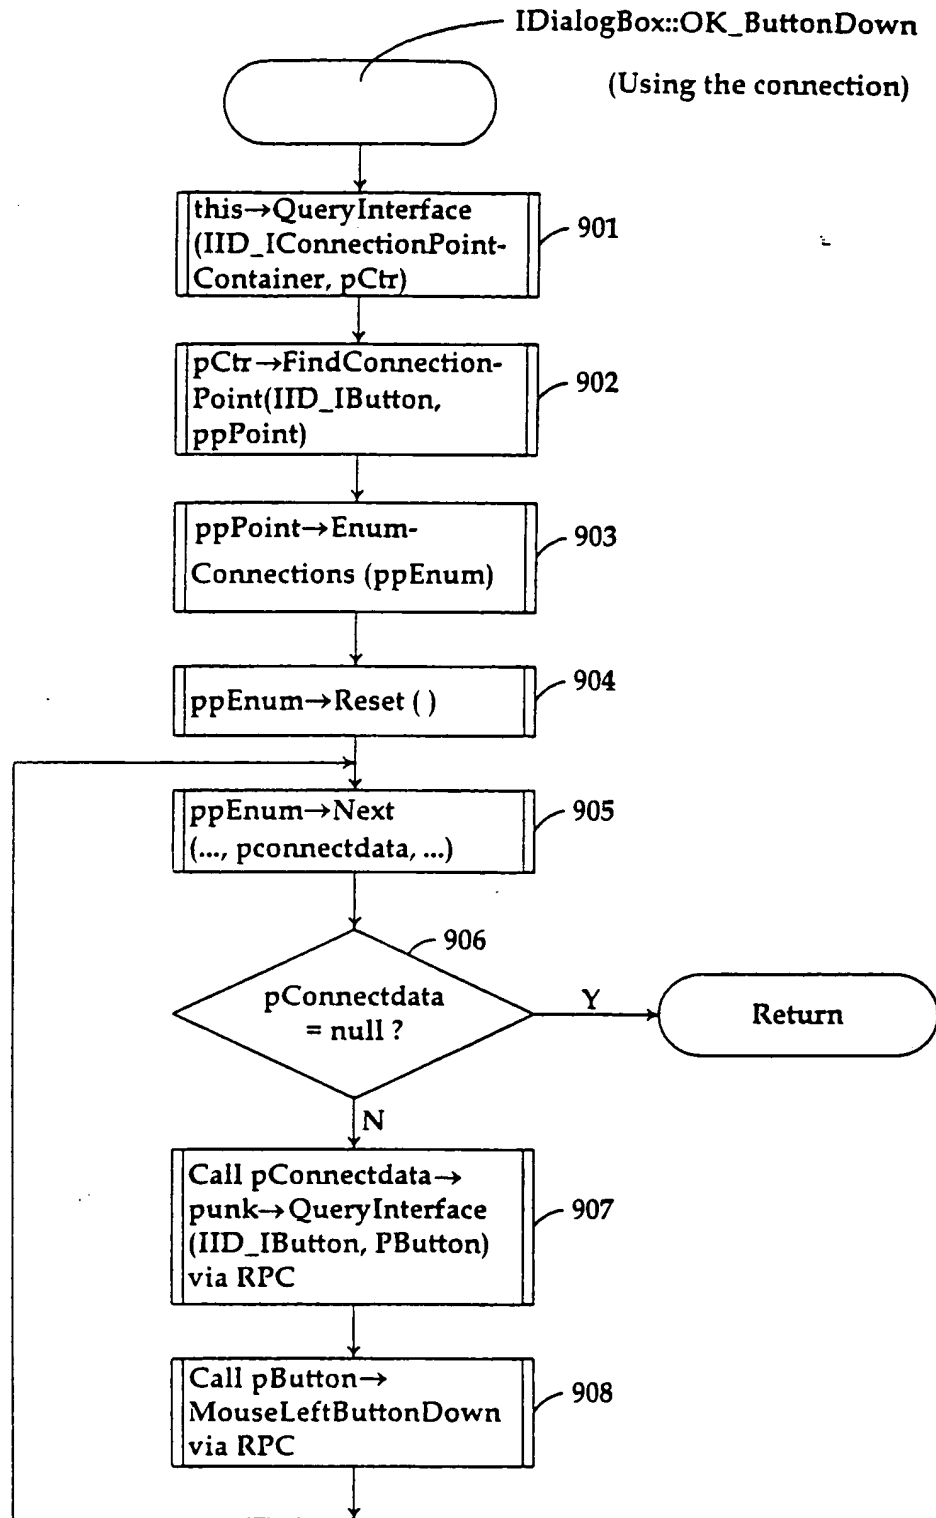 IDialogBox::OK_ButtonDown
(Using the connection)
this→QueryInterface
(IID_IConnectionPoint-
Container, pCtr)
901
pCtr→FindConnection-
Point(IID_IButton,
ppPoint)
902
ppPoint→Enum-
Connections (ppEnum)
903
ppEnum→Reset ( )
904
ppEnum→Next
(..., pconnectdata, ...)
905
906
pConnectdata
= null ?
Y
Return
N
Call pConnectdata→
punk→QueryInterface
(IID_IButton, PButton)
via RPC
907
Call pButton→
MouseLeftButtonDown
via RPC
908